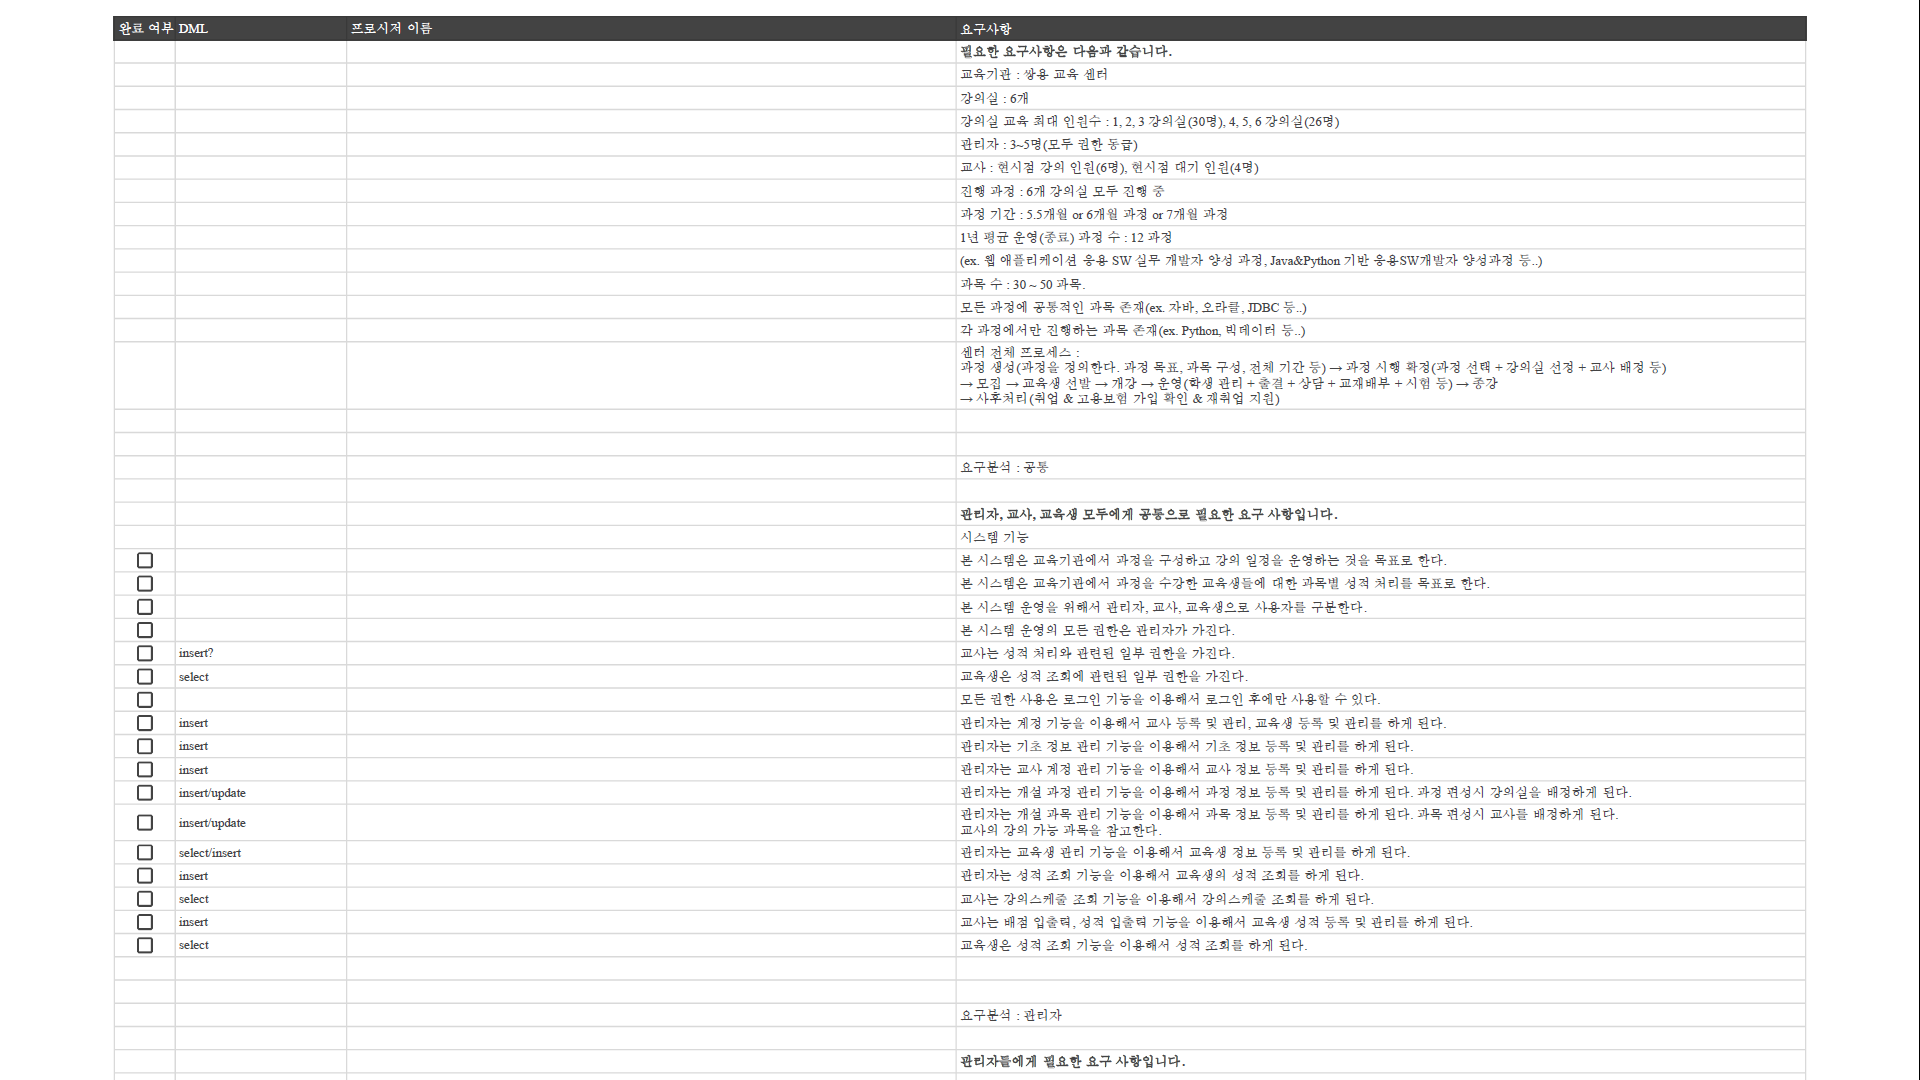 완료 여부 DML 프로시저 이름 요구사항
필요한 요구사항은 다음과 같습니다.
교육기관 : 쌍용 교육 센터
강의실 : 6개
강의실 교육 최대 인원수 : 1, 2, 3 강의실(30명), 4, 5, 6 강의실(26명)
관리자 : 3~5명(모두 권한 동급)
교사 : 현시점 강의 인원(6명), 현시점 대기 인원(4명)
진행 과정 : 6개 강의실 모두 진행 중
과정 기간 : 5.5개월 or 6개월 과정 or 7개월 과정
1년 평균 운영(종료) 과정 수 : 12 과정
(ex. 웹 애플리케이션 응용 SW 실무 개발자 양성 과정, Java&Python 기반 응용SW개발자 양성과정 등..)
과목 수 : 30 ~ 50 과목.
모든 과정에 공통적인 과목 존재(ex. 자바, 오라클, JDBC 등..)
각 과정에서만 진행하는 과목 존재(ex. Python, 빅데이터 등..)
센터 전체 프로세스 :
과정 생성(과정을 정의한다. 과정 목표, 과목 구성, 전체 기간 등) → 과정 시행 확정(과정 선택 + 강의실 선정 + 교사 배정 등)
→ 모집 → 교육생 선발 → 개강 → 운영(학생 관리 + 출결 + 상담 + 교재배부 + 시험 등) → 종강
→ 사후처리(취업 & 고용보험 가입 확인 & 재취업 지원)
요구분석 : 공통
관리자, 교사, 교육생 모두에게 공통으로 필요한 요구 사항입니다.
시스템 기능
본 시스템은 교육기관에서 과정을 구성하고 강의 일정을 운영하는 것을 목표로 한다.
본 시스템은 교육기관에서 과정을 수강한 교육생들에 대한 과목별 성적 처리를 목표로 한다.
본 시스템 운영을 위해서 관리자, 교사, 교육생으로 사용자를 구분한다.
본 시스템 운영의 모든 권한은 관리자가 가진다.
insert? 교사는 성적 처리와 관련된 일부 권한을 가진다.
select 교육생은 성적 조회에 관련된 일부 권한을 가진다.
모든 권한 사용은 로그인 기능을 이용해서 로그인 후에만 사용할 수 있다.
insert 관리자는 계정 기능을 이용해서 교사 등록 및 관리, 교육생 등록 및 관리를 하게 된다.
insert 관리자는 기초 정보 관리 기능을 이용해서 기초 정보 등록 및 관리를 하게 된다.
insert 관리자는 교사 계정 관리 기능을 이용해서 교사 정보 등록 및 관리를 하게 된다.
insert/update 관리자는 개설 과정 관리 기능을 이용해서 과정 정보 등록 및 관리를 하게 된다. 과정 편성시 강의실을 배정하게 된다.
insert/update 관리자는 개설 과목 관리 기능을 이용해서 과목 정보 등록 및 관리를 하게 된다. 과목 편성시 교사를 배정하게 된다.
교사의 강의 가능 과목을 참고한다.
select/insert 관리자는 교육생 관리 기능을 이용해서 교육생 정보 등록 및 관리를 하게 된다.
insert 관리자는 성적 조회 기능을 이용해서 교육생의 성적 조회를 하게 된다.
select 교사는 강의스케줄 조회 기능을 이용해서 강의스케줄 조회를 하게 된다.
insert 교사는 배점 입출력, 성적 입출력 기능을 이용해서 교육생 성적 등록 및 관리를 하게 된다.
select 교육생은 성적 조회 기능을 이용해서 성적 조회를 하게 된다.
요구분석 : 관리자
관리자들에게 필요한 요구 사항입니다.